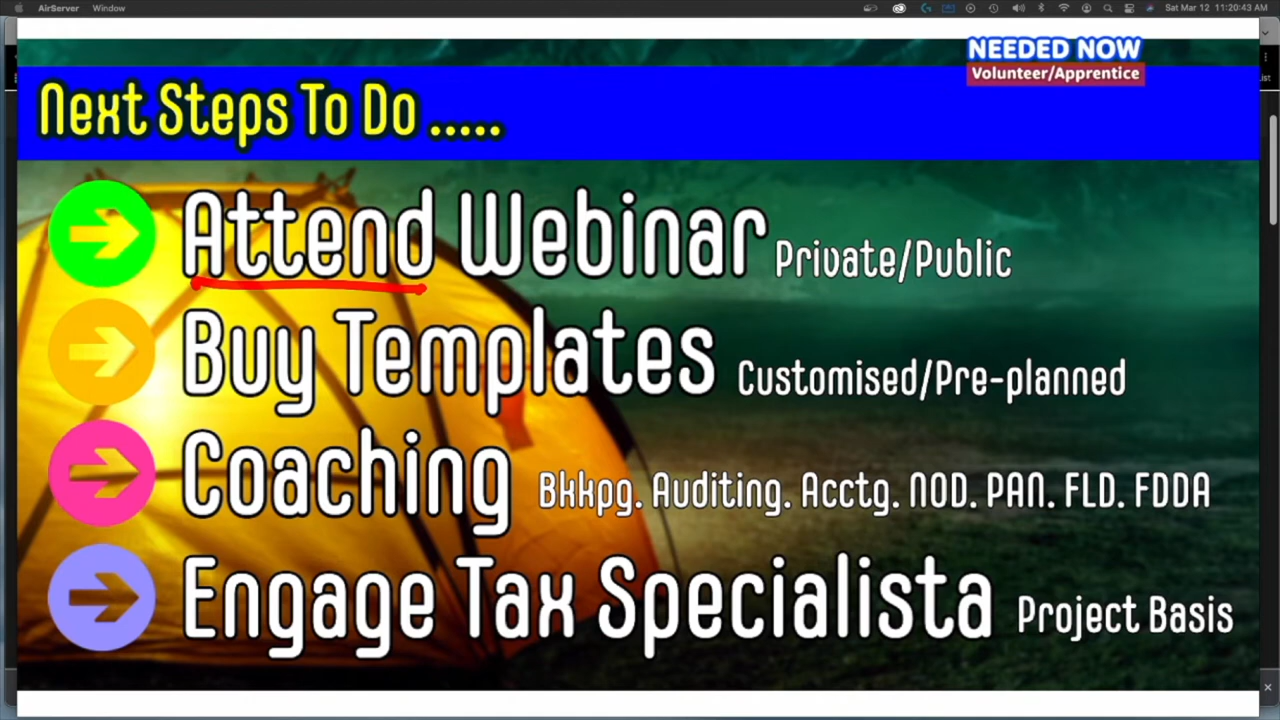 AirServer Window
Sat Mar 12 11:20:43 AM
NEEDED NOW
Volunteer/Apprentice
Next Steps To Do .....
Attend Webinar Private/Public
Buy Templates Customised/Pre-planned
Coaching Bkkpg. Auditing. Acctg. NOD. PAN. FLD. FDDA
Engage Tax Specialista Project Basis